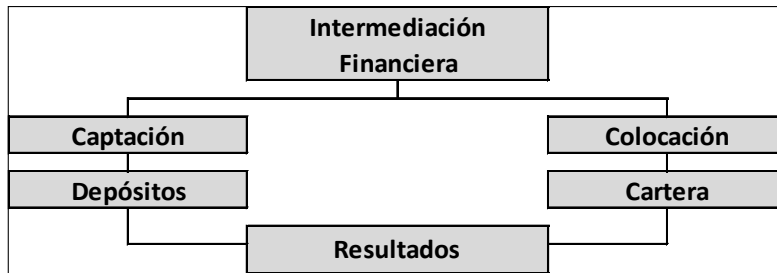 Intermediación
Financiera
Captación
Colocación
Depósitos
Cartera
Resultados